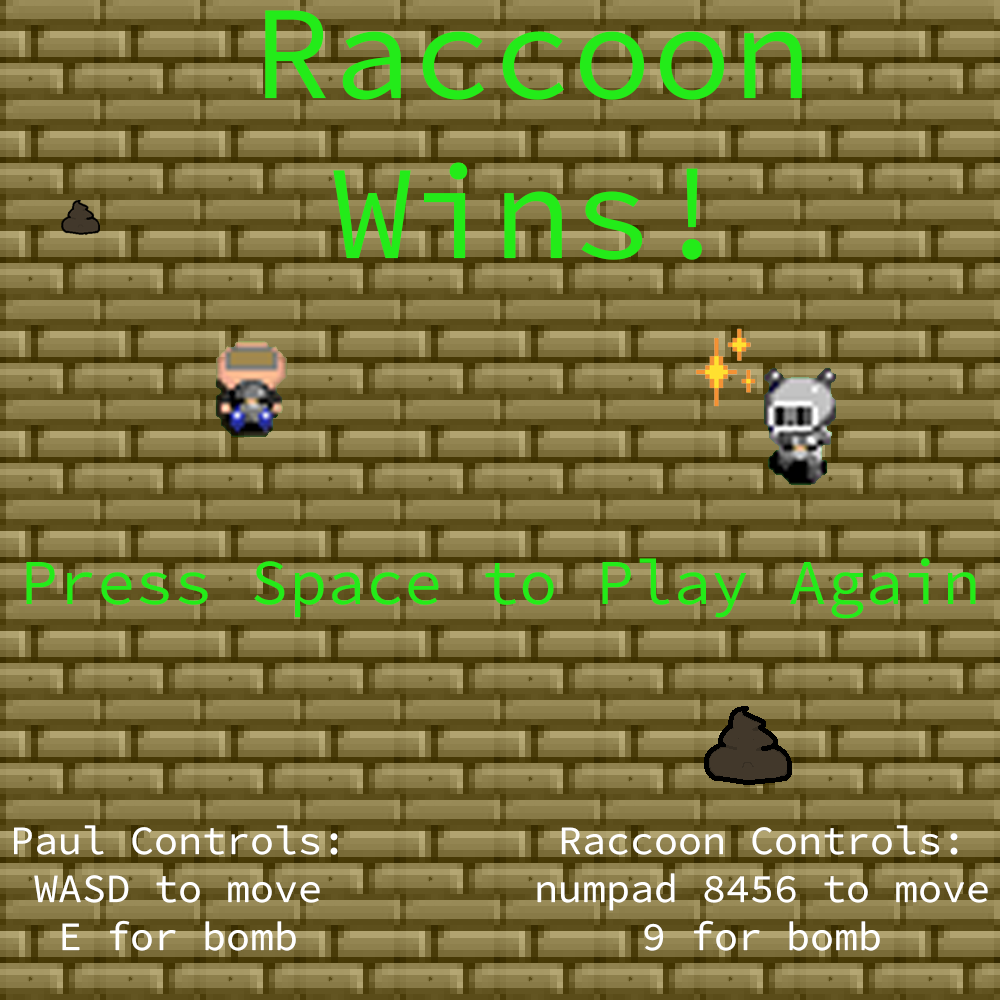 Raccoon
Wins!
Press Space to Play Again
Paul Controls:
WASD to move
E for bomb
Raccoon Controls:
numpad 8456 to move
9 for bomb